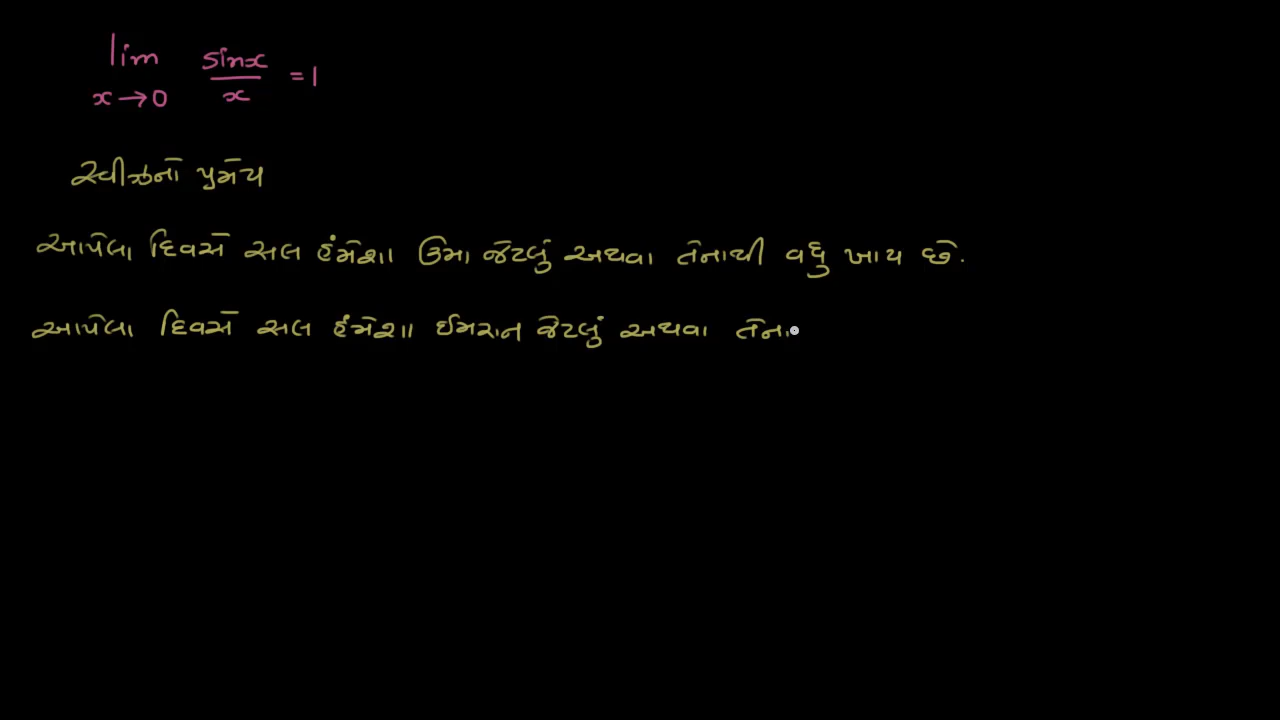 lim sinx/x = 1
x → 0
સ્વીઝનો પ્રમેય
આપેલા દિવસે સલ હંમેશા ઉમા જેટલું અથવા તેનાથી વધુ ખાય છે.
આપેલા દિવસે સલ હંમેશા ઈમરાન જેટલું અથવા તેના